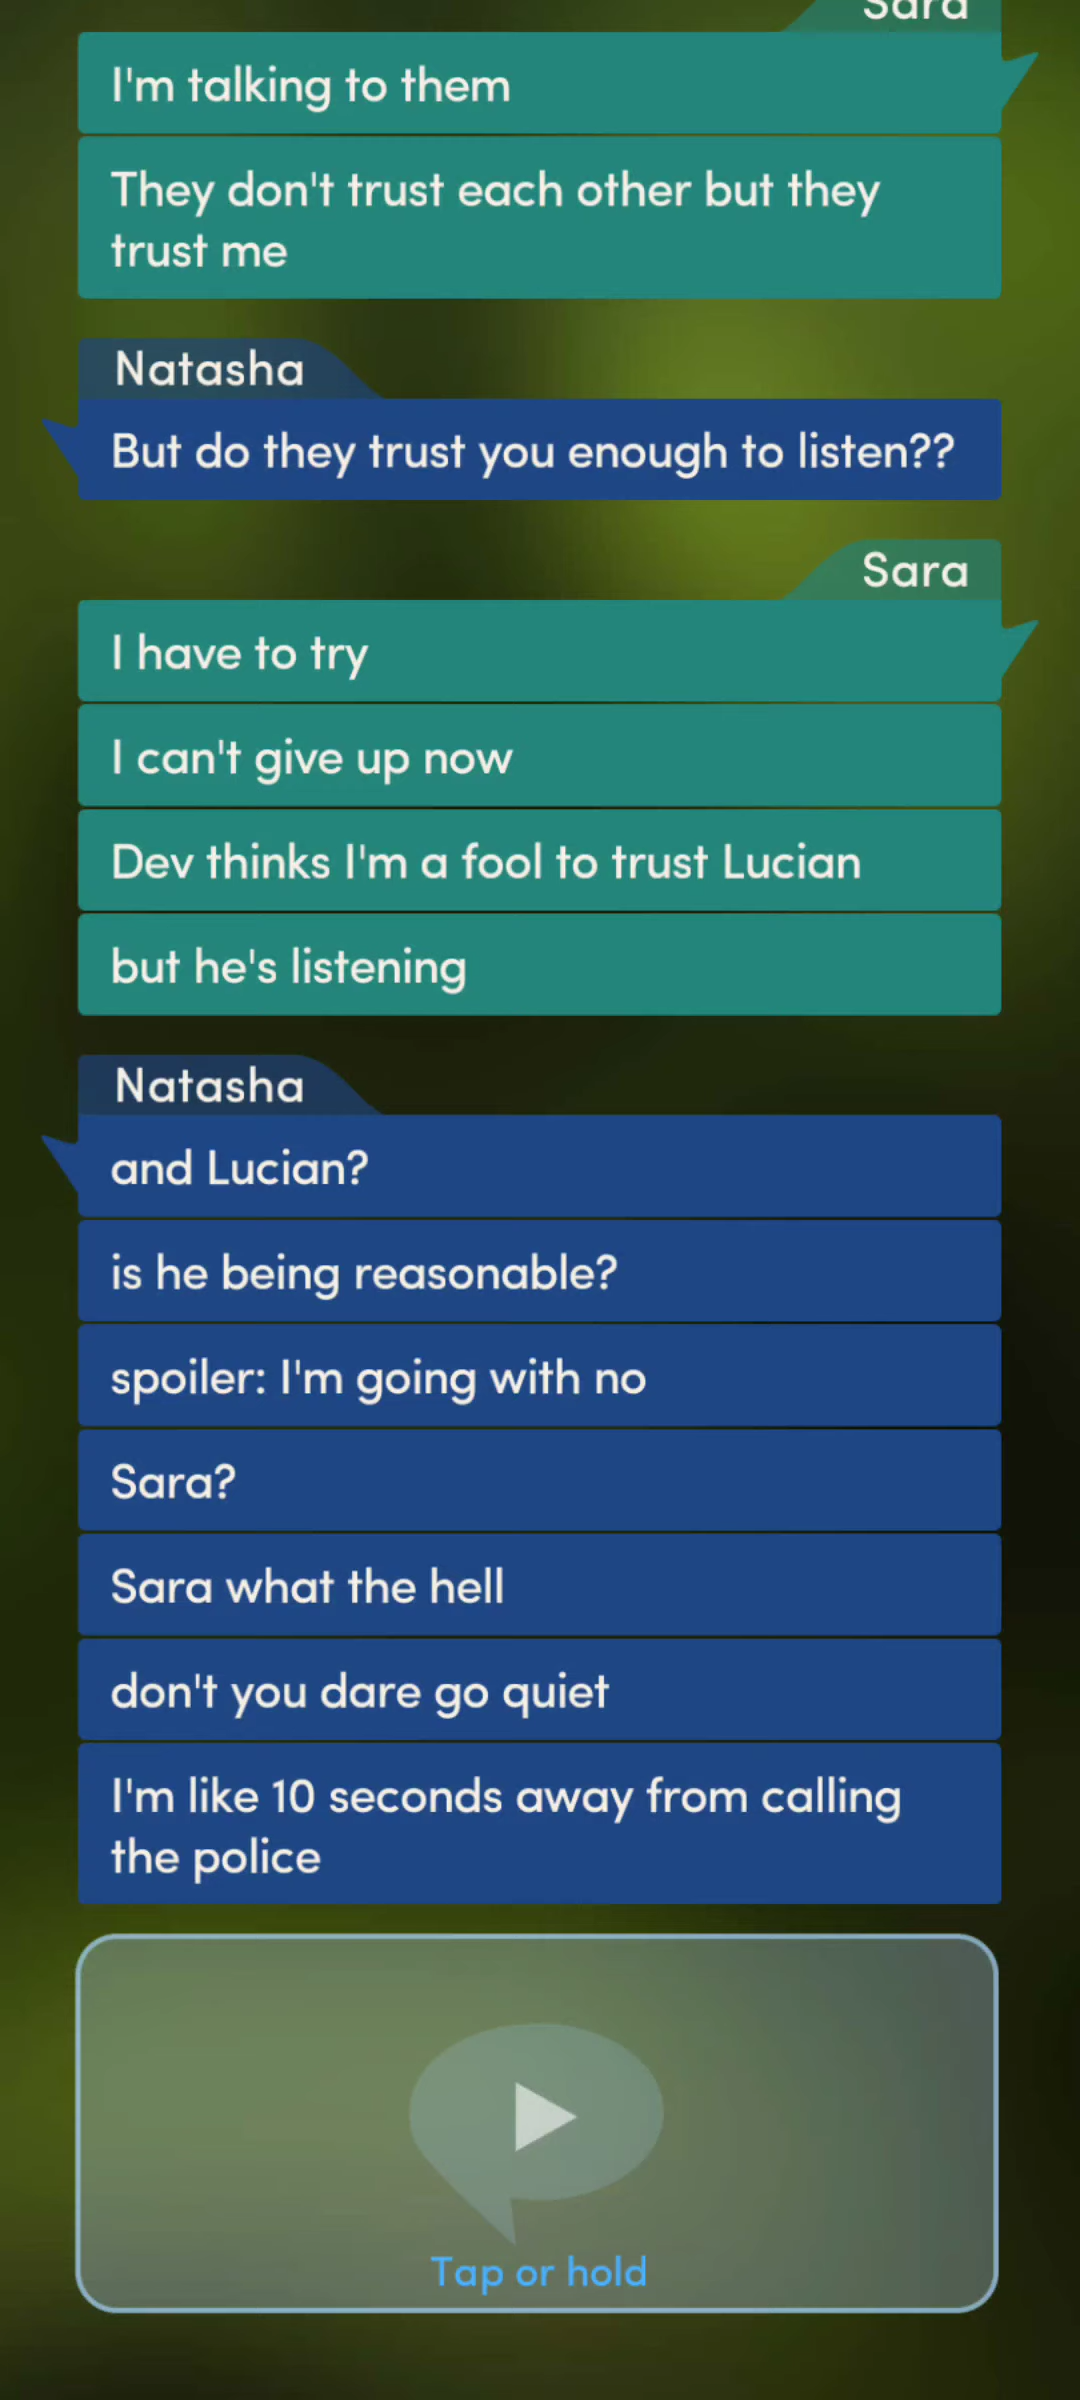 Sara
I'm talking to them
They don't trust each other but they
trust me
Natasha
But do they trust you enough to listen??
Sara
I have to try
I can't give up now
Dev thinks I'm a fool to trust Lucian
but he's listening
Natasha
and Lucian?
is he being reasonable?
spoiler: I'm going with no
Sara?
Sara what the hell
don't you dare go quiet
I'm like 10 seconds away from calling
the police
Tap or hold